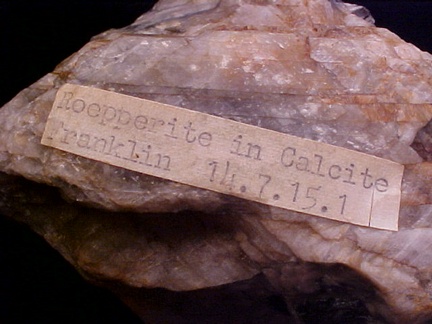 Roepperite in Calcite
Franklin 14.7.15.1